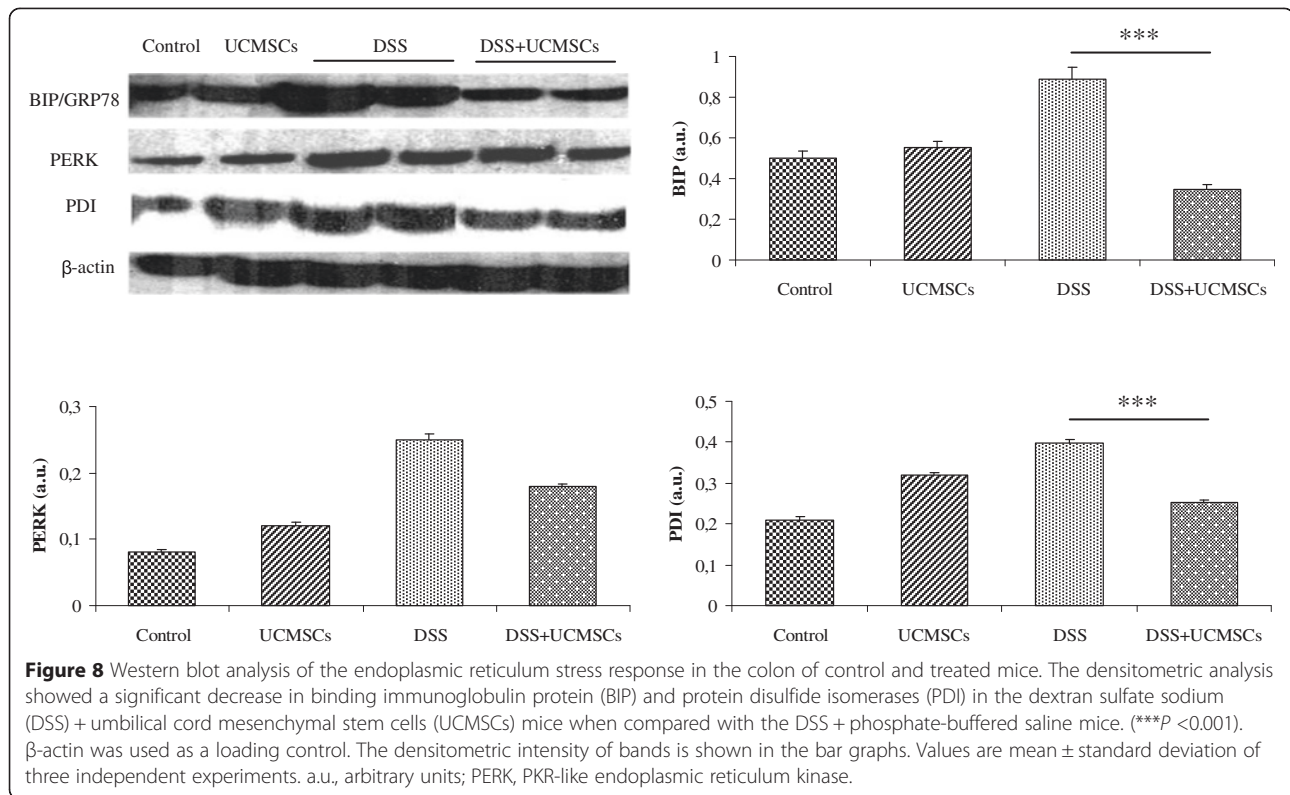 Control UCMSCs DSS DSS+UCMSCs
BIP/GRP78
PERK
PDI
β-actin
***
1
0,8
0,6
0,4
0,2
0
BIP (a.u.)
Control UCMSCs DSS DSS+UCMSCs
0,3
0,2
0,1
0
PERK (a.u.)
Control UCMSCs DSS DSS+UCMSCs
***
0,5
0,4
0,3
0,2
0,1
0
PDI (a.u.)
Control UCMSCs DSS DSS+UCMSCs
Figure 8 Western blot analysis of the endoplasmic reticulum stress response in the colon of control and treated mice. The densitometric analysis
showed a significant decrease in binding immunoglobulin protein (BIP) and protein disulfide isomerases (PDI) in the dextran sulfate sodium
(DSS) + umbilical cord mesenchymal stem cells (UCMSCs) mice when compared with the DSS + phosphate-buffered saline mice. (***P <0.001).
β-actin was used as a loading control. The densitometric intensity of bands is shown in the bar graphs. Values are mean ± standard deviation of
three independent experiments. a.u., arbitrary units; PERK, PKR-like endoplasmic reticulum kinase.